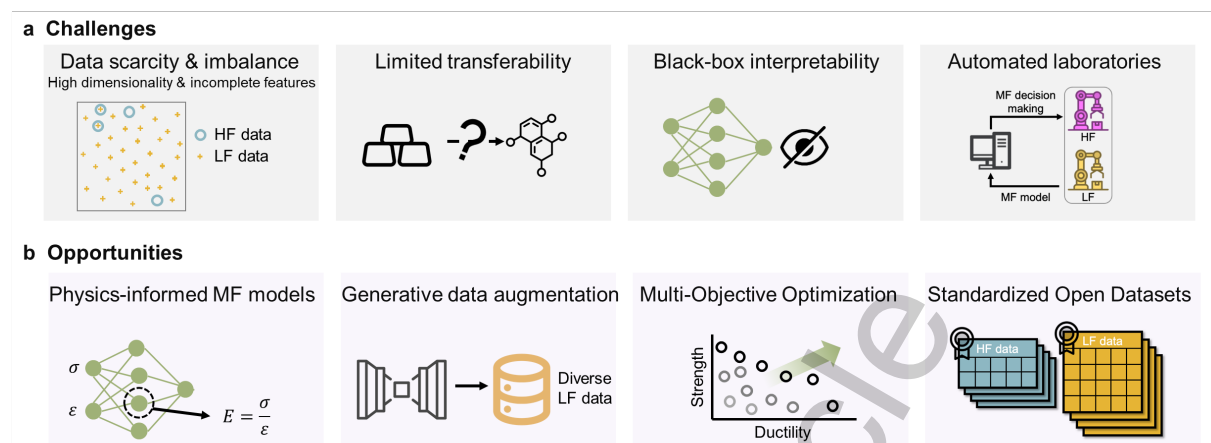 a Challenges
Data scarcity & imbalance
High dimensionality & incomplete features
HF data
LF data
Limited transferability
?
Black-box interpretability
Automated laboratories
MF decision
making
HF
LF
MF model
b Opportunities
Physics-informed MF models
σ
ε
E = σ/ε
Generative data augmentation
Diverse
LF data
Multi-Objective Optimization
Strength
Ductility
Standardized Open Datasets
HF data
LF data
cle